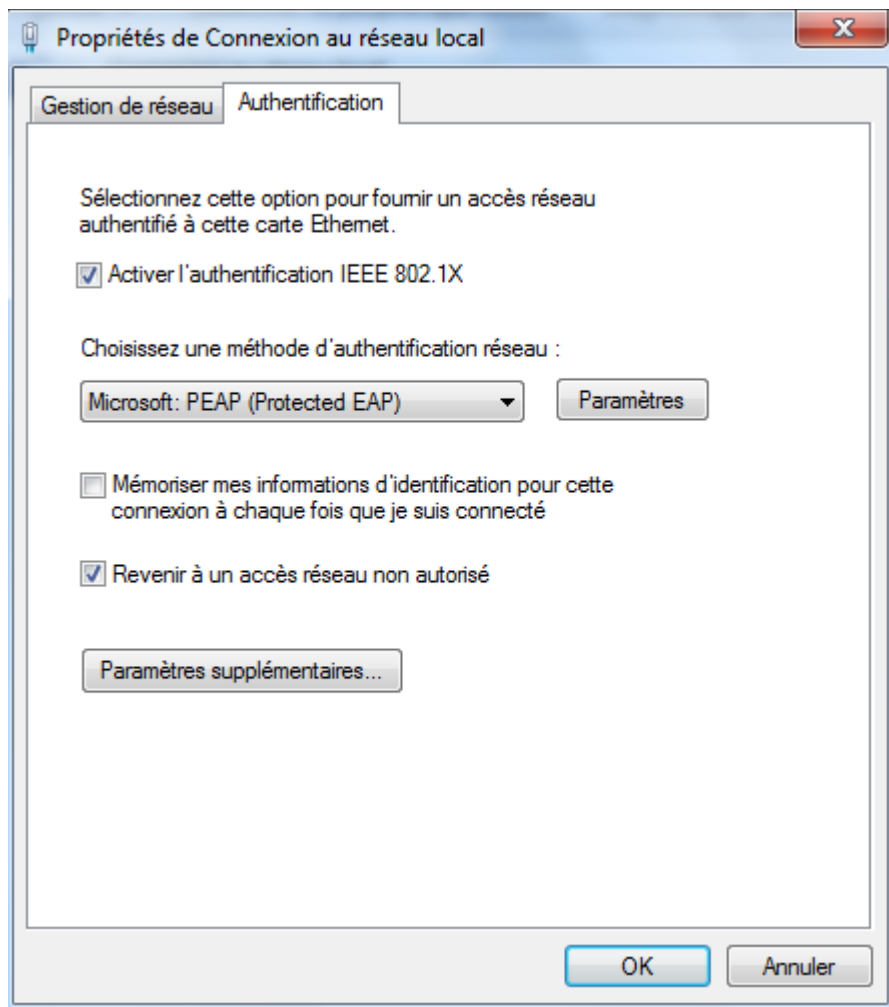 Propriétés de Connexion au réseau local
Gestion de réseau
Authentification
Sélectionnez cette option pour fournir un accès réseau
authentifié à cette carte Ethernet.
Activer l'authentification IEEE 802.1X
Choisissez une méthode d'authentification réseau :
Microsoft: PEAP (Protected EAP)
Paramètres
Mémoriser mes informations d'identification pour cette
connexion à chaque fois que je suis connecté
Revenir à un accès réseau non autorisé
Paramètres supplémentaires...
OK
Annuler